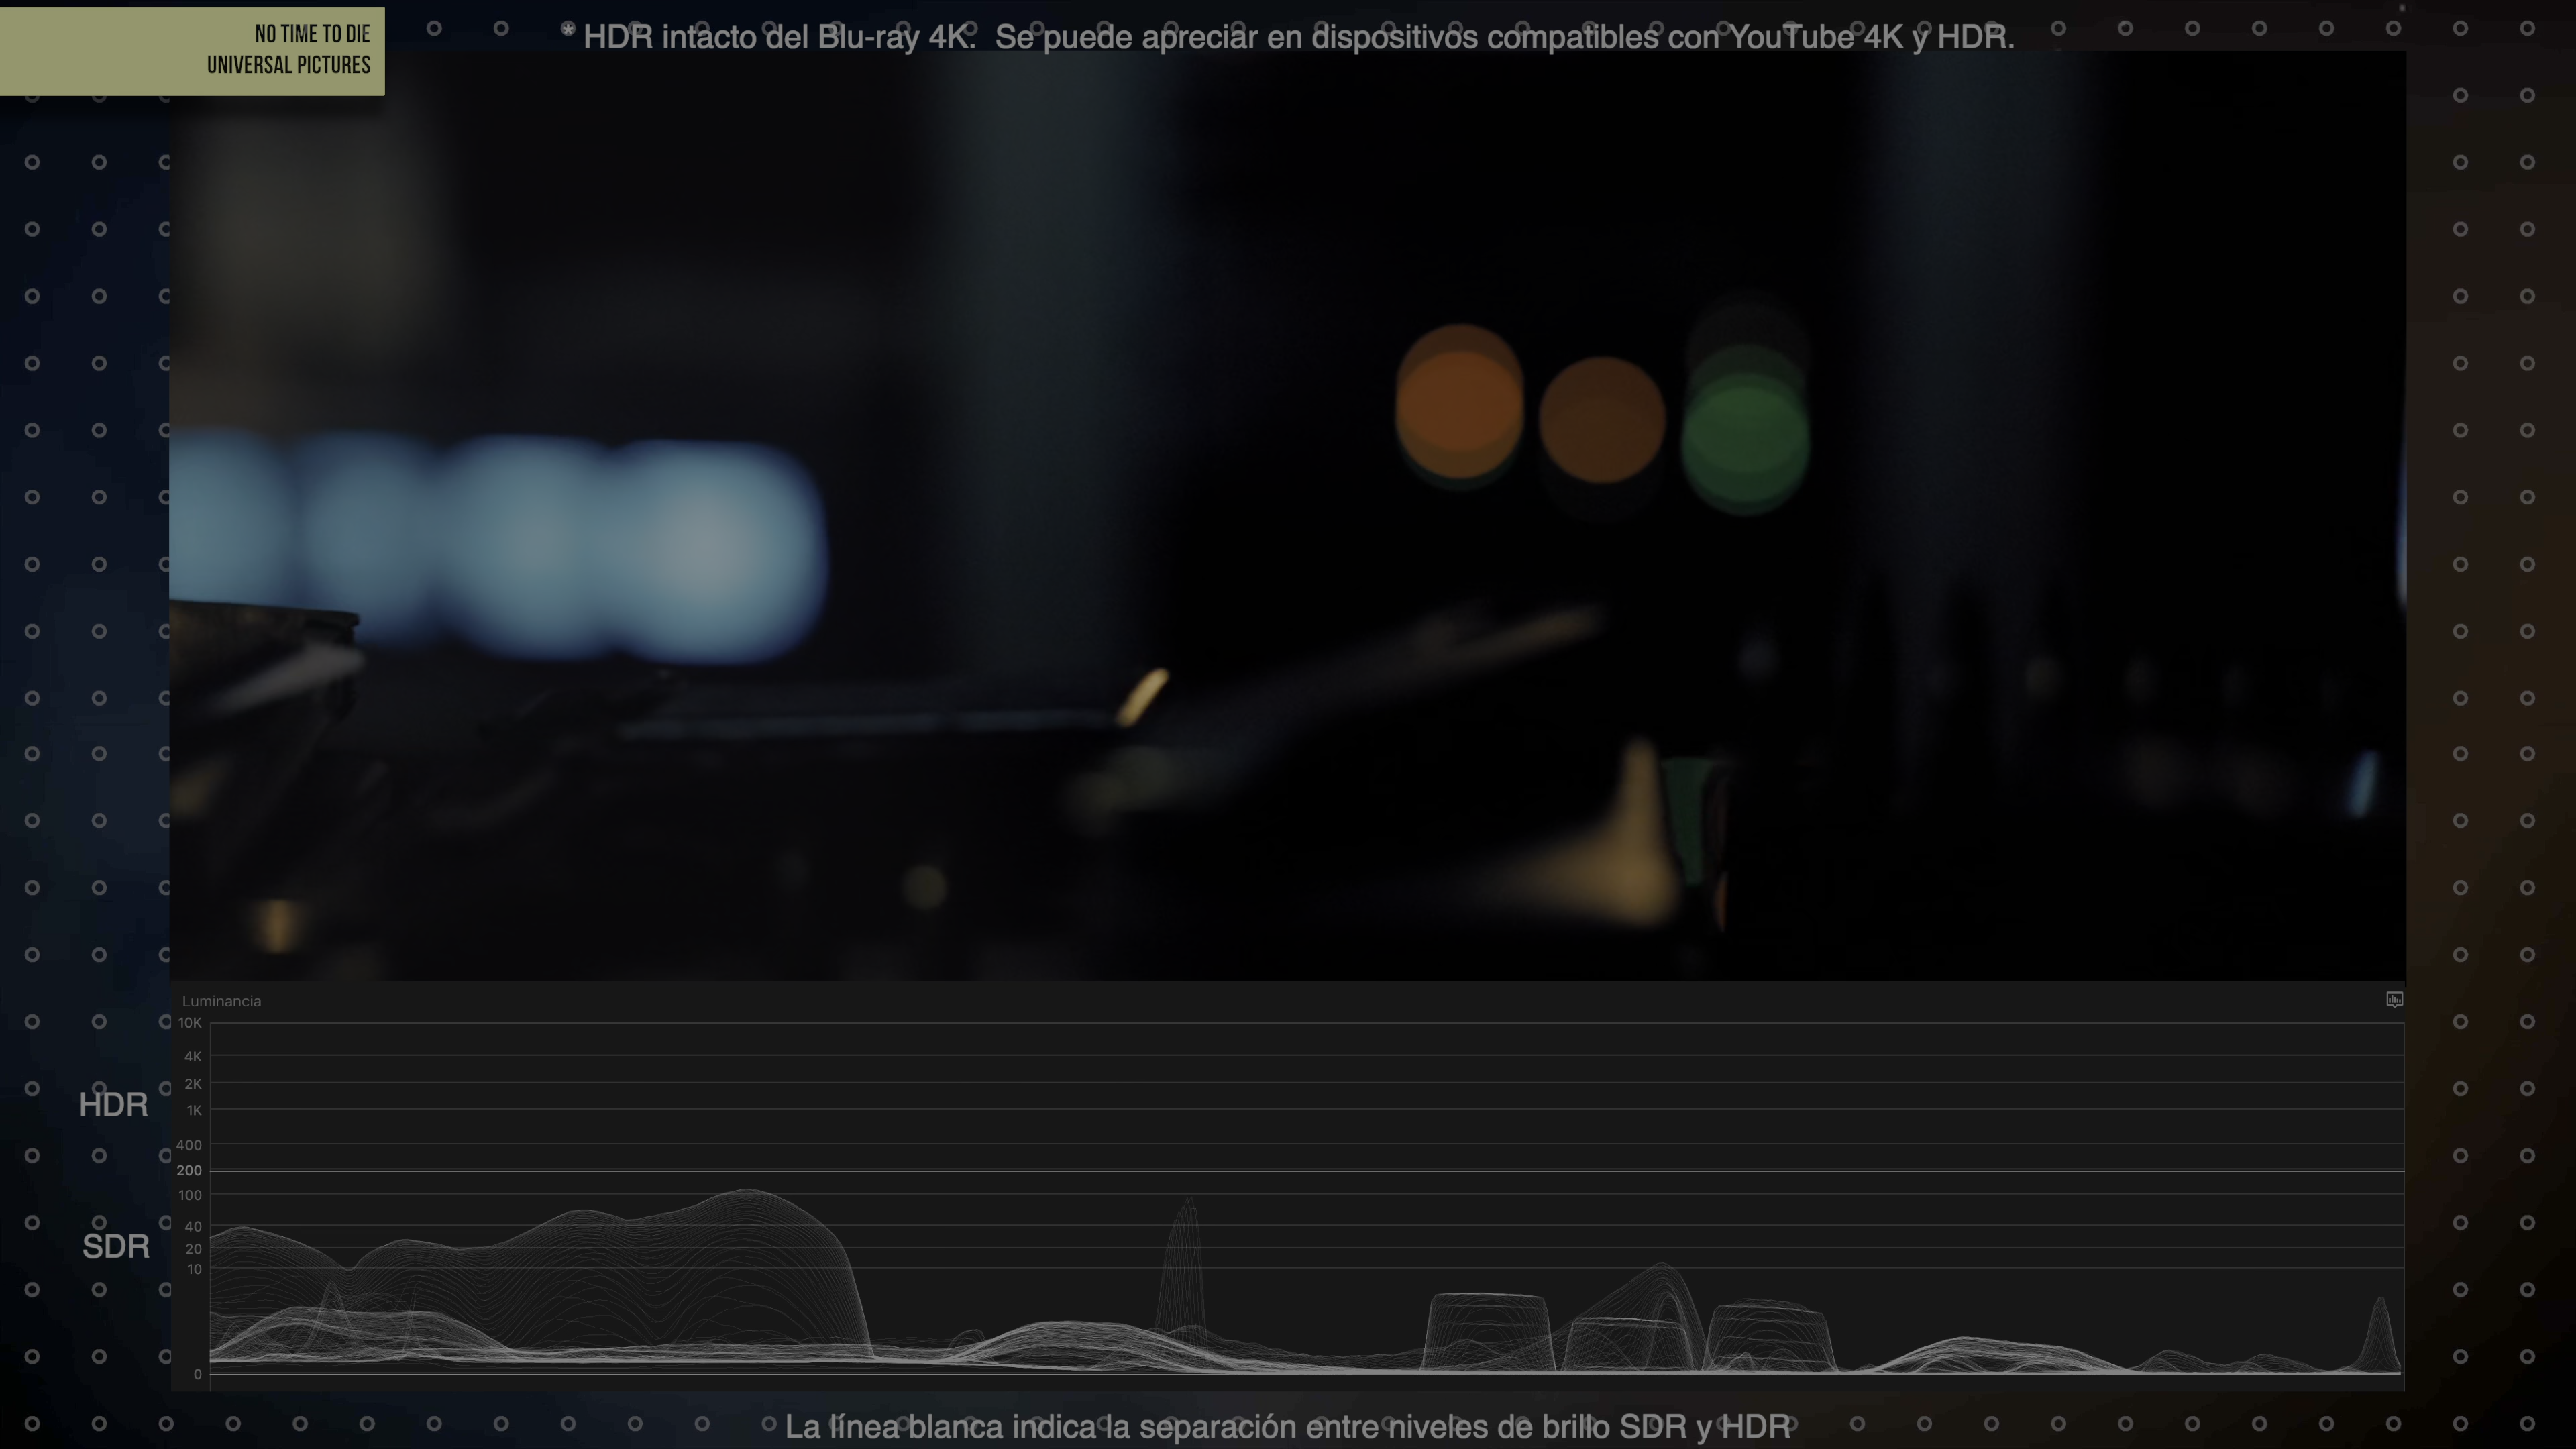 NO TIME TO DIE
UNIVERSAL PICTURES
* HDR intacto del Blu-ray 4K. Se puede apreciar en dispositivos compatibles con YouTube 4K y HDR.
Luminancia
10K
4K
2K
HDR
1K
400
200
100
40
SDR
20
10
0
La línea blanca indica la separación entre niveles de brillo SDR y HDR